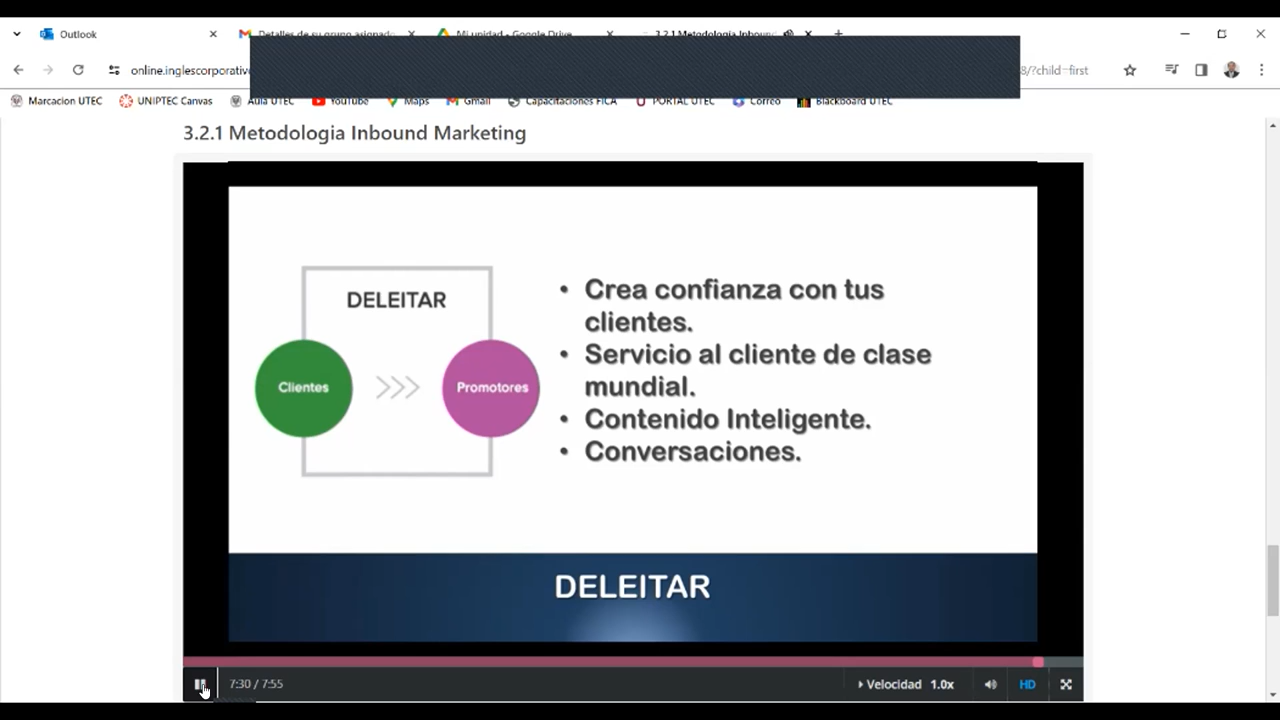 Outlook
online.inglescorporativ
8/?child=first
Marcacion UTEC
UNIPTEC Canvas
Aula UTEC
YouTube
Maps
Gmail
Capacitaciones FICA
PORTAL UTEC
Correo
Blackboard UTEC
3.2.1 Metodologia Inbound Marketing
DELEITAR
Clientes
Promotores
• Crea confianza con tus
clientes.
• Servicio al cliente de clase
mundial.
• Contenido Inteligente.
• Conversaciones.
DELEITAR
7:30 / 7:55
Velocidad 1.0x
HD